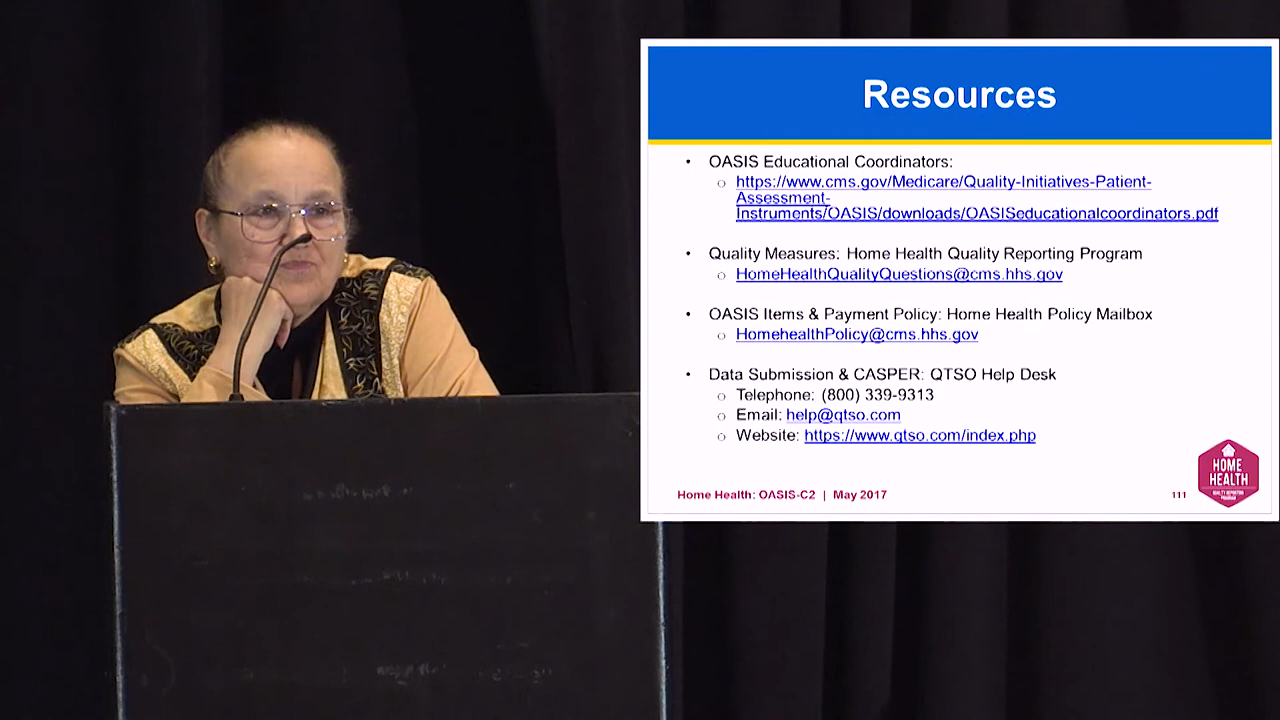 Resources
• OASIS Educational Coordinators:
○ https://www.cms.gov/Medicare/Quality-Initiatives-Patient-
Assessment-
Instruments/OASIS/downloads/OASISeducationalcoordinators.pdf
• Quality Measures: Home Health Quality Reporting Program
○ HomeHealthQualityQuestions@cms.hhs.gov
• OASIS Items & Payment Policy: Home Health Policy Mailbox
○ HomehealthPolicy@cms.hhs.gov
• Data Submission & CASPER: QTSO Help Desk
○ Telephone: (800) 339-9313
○ Email: help@qtso.com
○ Website: https://www.qtso.com/index.php
HOME
HEALTH
QUALITY REPORTING
PROGRAM
Home Health: OASIS-C2 | May 2017
111